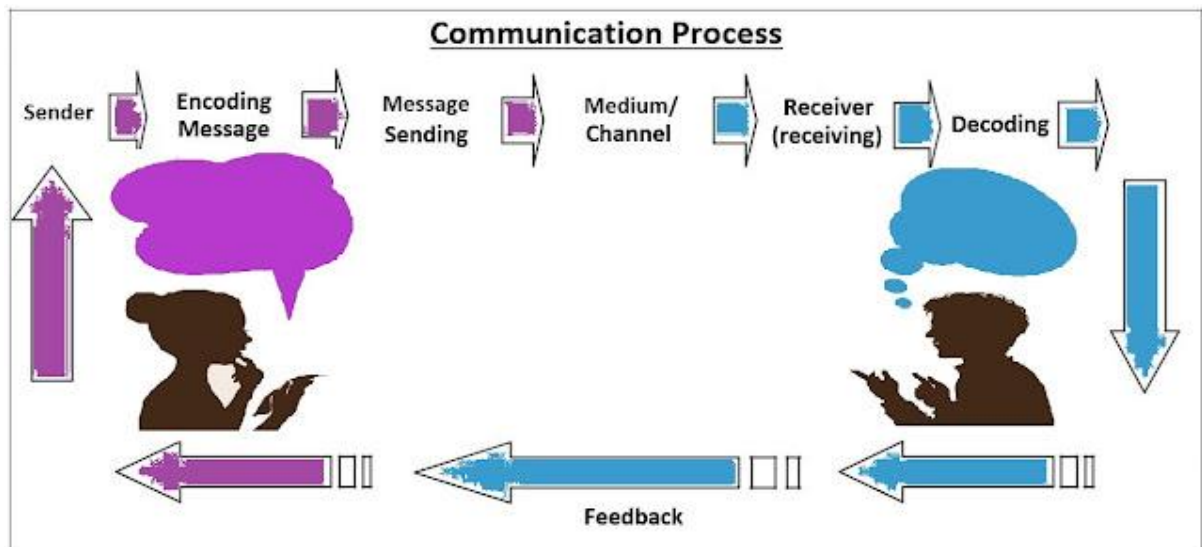 Communication Process
Sender
Encoding
Message
Message
Sending
Medium/
Channel
Receiver
(receiving)
Decoding
Feedback